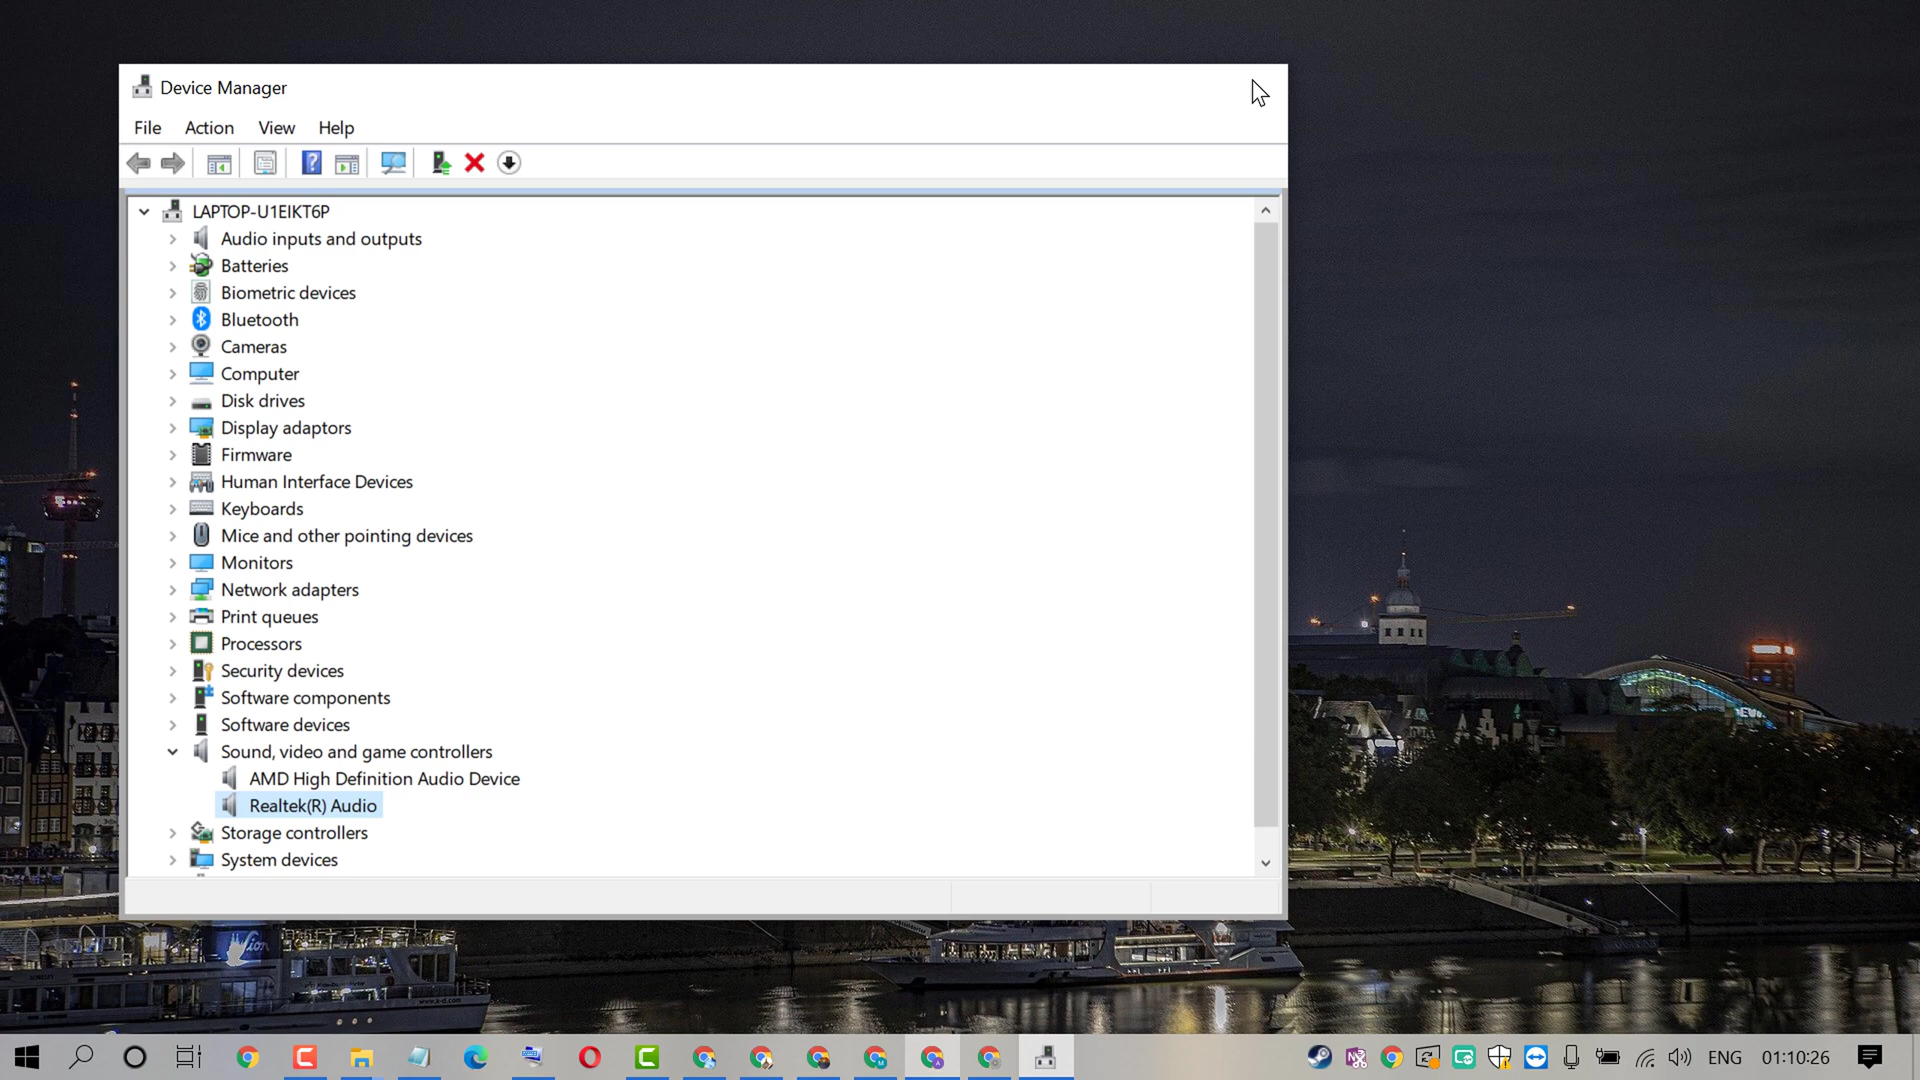 Device Manager
File Action View Help
LAPTOP-U1EIKT6P
Audio inputs and outputs
Batteries
Biometric devices
Bluetooth
Cameras
Computer
Disk drives
Display adaptors
Firmware
Human Interface Devices
Keyboards
Mice and other pointing devices
Monitors
Network adapters
Print queues
Processors
Security devices
Software components
Software devices
Sound, video and game controllers
AMD High Definition Audio Device
Realtek(R) Audio
Storage controllers
System devices
ENG 01:10:26